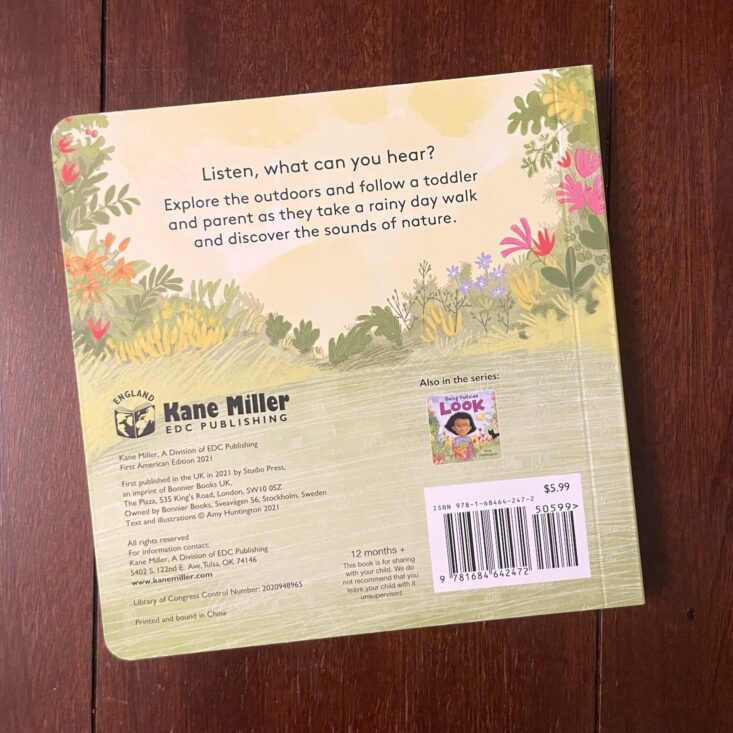 Listen, what can you hear?
Explore the outdoors and follow a toddler
and parent as they take a rainy day walk
and discover the sounds of nature.
Also in the series:
Going Outside
LOOK
Amy
Huntington
ENGLAND
Kane Miller
EDC PUBLISHING
Kane Miller, A Division of EDC Publishing
First American Edition 2021
First published in the UK in 2021 by Studio Press,
an imprint of Bonnier Books UK,
The Plaza, 535 King's Road, London, SW10 0SZ
Owned by Bonnier Books, Sveavägen 56, Stockholm, Sweden
Text and illustrations © Amy Huntington 2021
All rights reserved
For information contact:
Kane Miller, A Division of EDC Publishing
5402 S. 122nd E. Ave, Tulsa, OK 74146
www.kanemiller.com
Library of Congress Control Number: 2020948965
Printed and bound in China
12 months +
This book is for sharing
with your child. We do
not recommend that you
leave your child with it
unsupervised.
$5.99
ISBN 978-1-68464-247-2
50599>
9 781684 642472